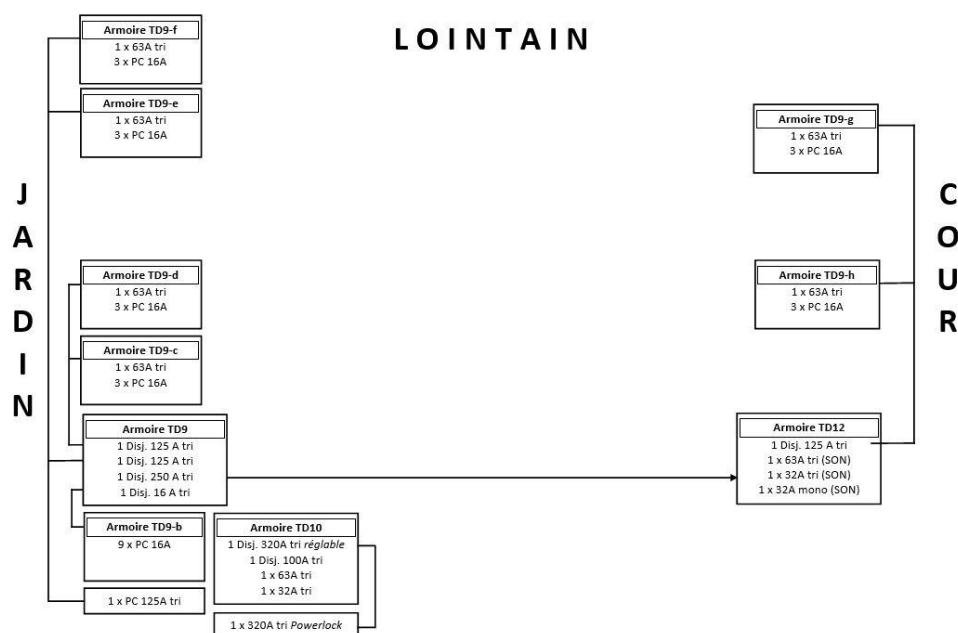 LOINTAIN
Armoire TD9-f
1 x 63A tri
3 x PC 16A
Armoire TD9-e
1 x 63A tri
3 x PC 16A
Armoire TD9-g
1 x 63A tri
3 x PC 16A
JARDIN
COUR
Armoire TD9-d
1 x 63A tri
3 x PC 16A
Armoire TD9-h
1 x 63A tri
3 x PC 16A
Armoire TD9-c
1 x 63A tri
3 x PC 16A
Armoire TD9
1 Disj. 125 A tri
1 Disj. 125 A tri
1 Disj. 250 A tri
1 Disj. 16 A tri
Armoire TD12
1 Disj. 125 A tri
1 x 63A tri (SON)
1 x 32A tri (SON)
1 x 32A mono (SON)
Armoire TD9-b
9 x PC 16A
Armoire TD10
1 Disj. 320A tri réglable
1 Disj. 100A tri
1 x 63A tri
1 x 32A tri
1 x PC 125A tri
1 x 320A tri Powerlock